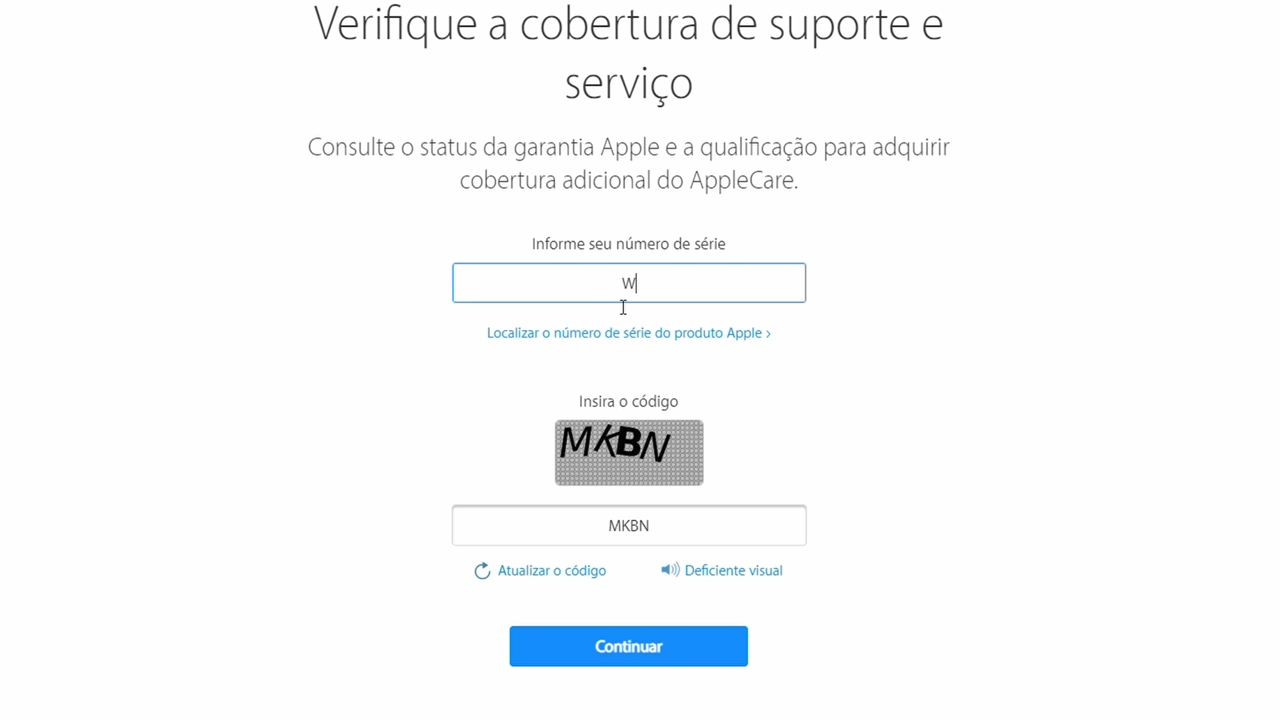 Verifique a cobertura de suporte e
serviço
Consulte o status da garantia Apple e a qualificação para adquirir
cobertura adicional do AppleCare.
Informe seu número de série
W
Localizar o número de série do produto Apple ›
Insira o código
MKBN
MKBN
Atualizar o código
Deficiente visual
Continuar